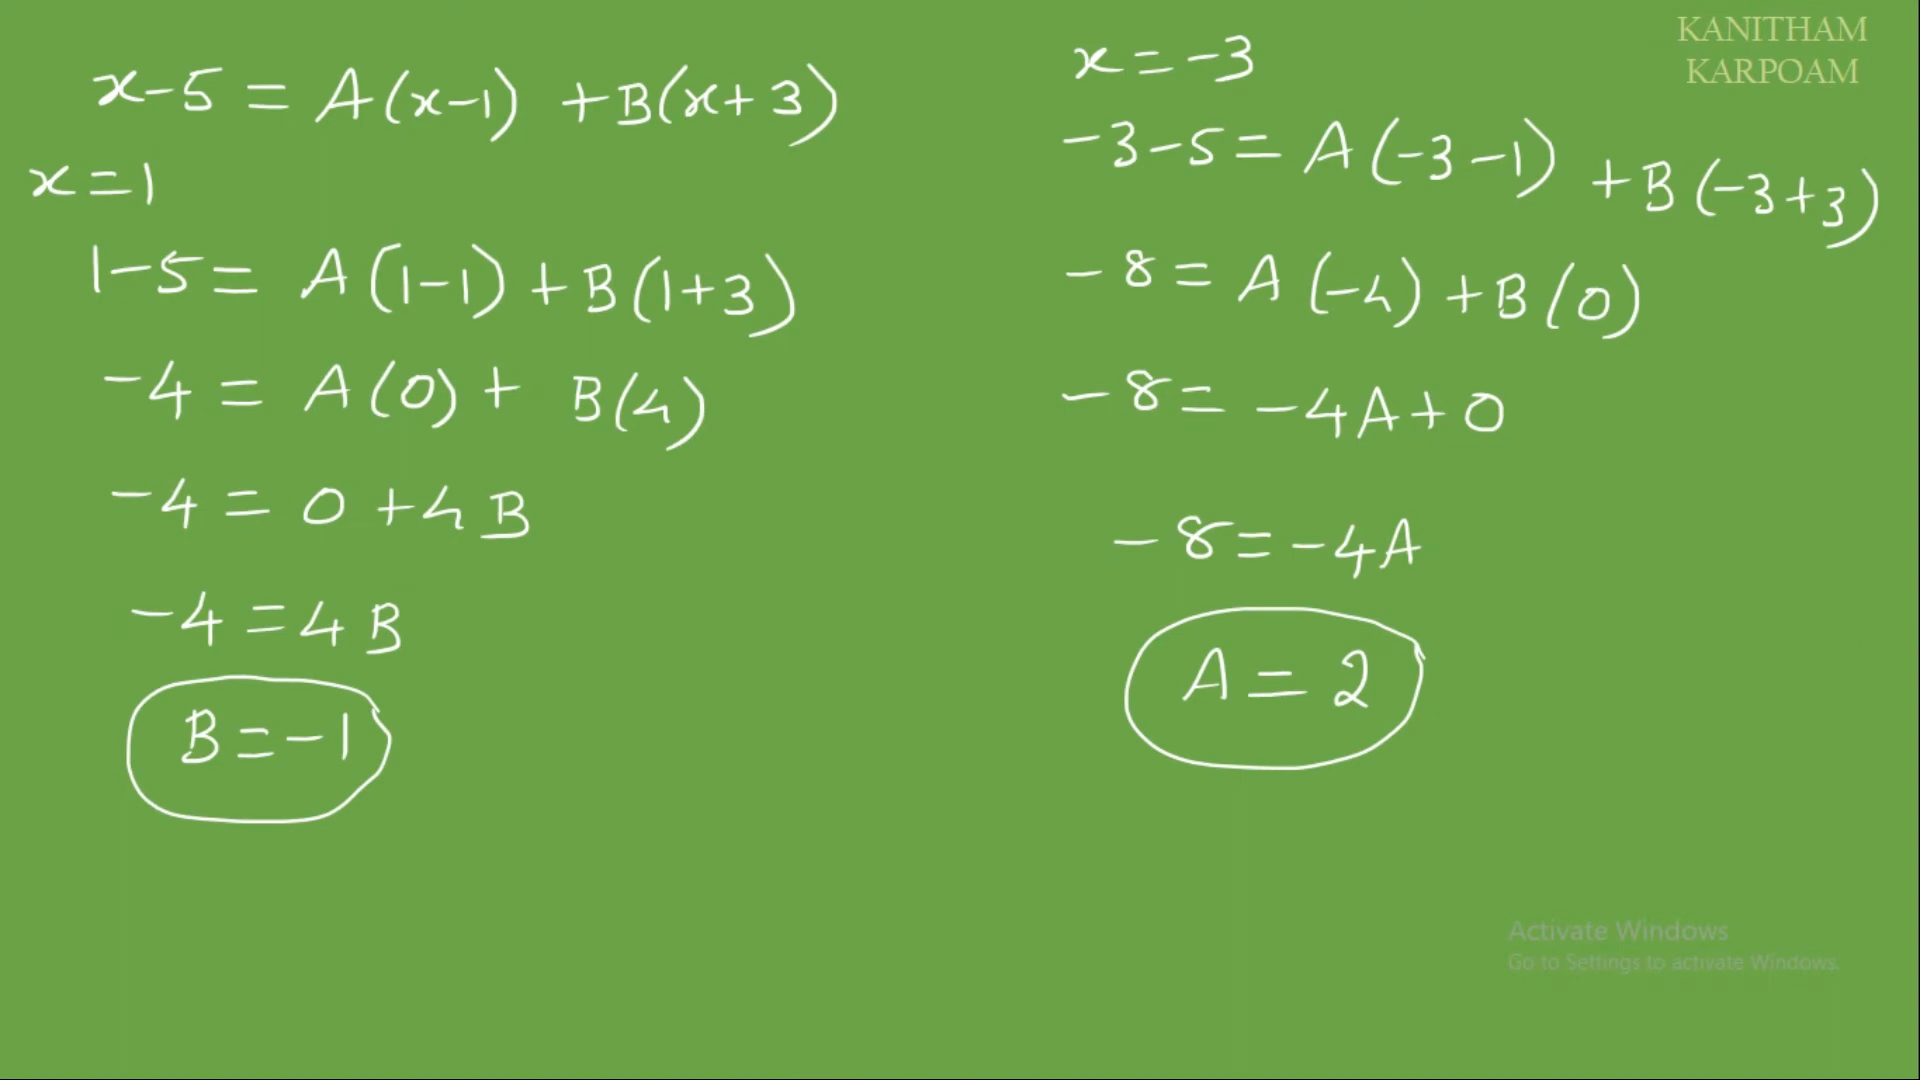 x-5 = A(x-1) +B(x+3)
x=1
1-5= A(1-1)+B(1+3)
-4 = A(0)+ B(4)
-4= 0+4B
-4=4B
B=-1
x=-3
-3-5=A(-3-1) +B(-3+3)
-8=A(-4)+B(0)
-8= -4A+0
-8=-4A
A=2
KANITHAM
KARPOAM
Activate Windows
Go to Settings to activate Windows.